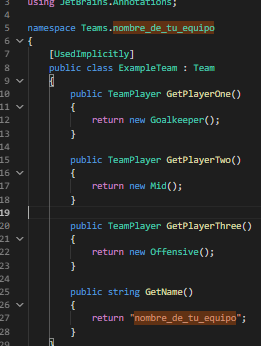 3 using JetBrains.Annotations;
4
5 namespace Teams.nombre_de_tu_equipo
6 {
7 [UsedImplicitly]
8 public class ExampleTeam : Team
9 {
10 public TeamPlayer GetPlayerOne()
11 {
12 return new Goalkeeper();
13 }
14
15 public TeamPlayer GetPlayerTwo()
16 {
17 return new Mid();
18 }
19
20 public TeamPlayer GetPlayerThree()
21 {
22 return new Offensive();
23 }
24
25 public string GetName()
26 {
27 return "nombre_de_tu_equipo";
28 }
29 }